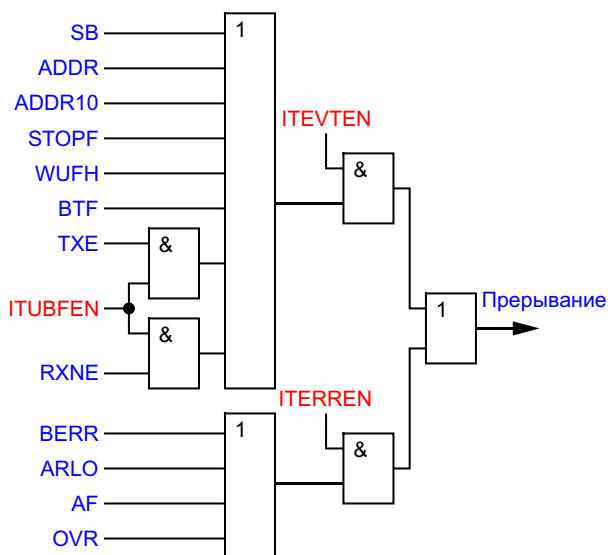 SB
1
ADDR
ADDR10
ITEVTEN
STOPF
&
WUFH
BTF
TXE
&
ITUBFEN
Прерывание
1
&
RXNE
ITERREN
BERR
1
&
ARLO
AF
OVR